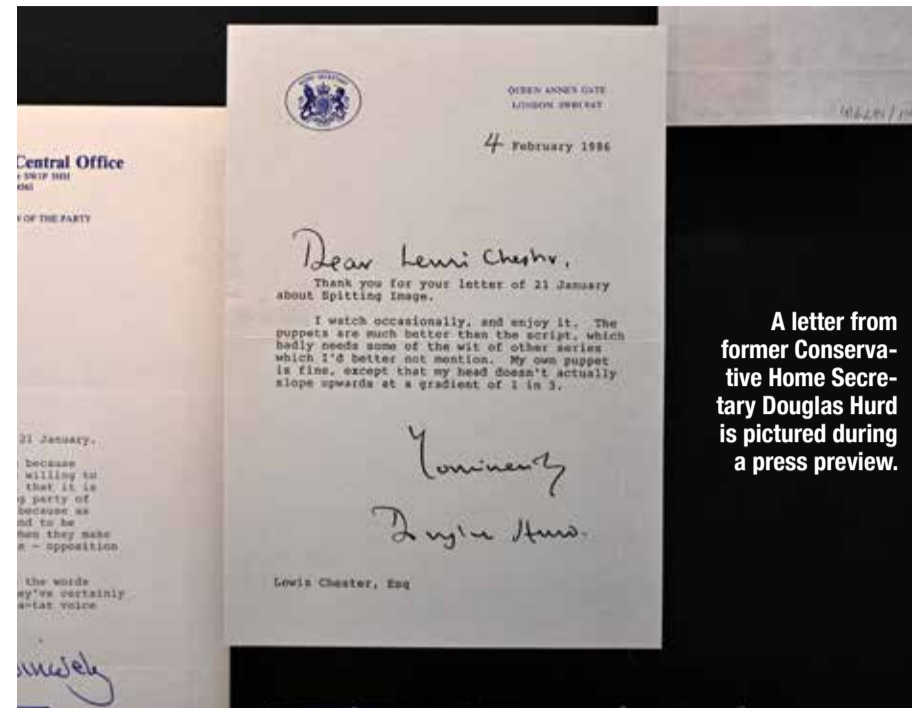 Central Office
OF THE PARTY
21 January.
because
willing to
that it is
party of
because as
nd to be
hen they make
e - opposition
the words
ey've certainly
a-tat voice
QUEEN ANNE'S GATE
LONDON SW1H 9AT
4 February 1986
Dear Lewis Chester,
Thank you for your letter of 21 January
about Spitting Image.
I watch occasionally, and enjoy it. The
puppets are much better than the script, which
badly needs some of the wit of other series
which I'd better not mention. My own puppet
is fine, except that my head doesn't actually
slope upwards at a gradient of 1 in 3.
Yours sincerely
Douglas Hurd.
Lewis Chester, Esq
A letter from
former Conserva-
tive Home Secre-
tary Douglas Hurd
is pictured during
a press preview.